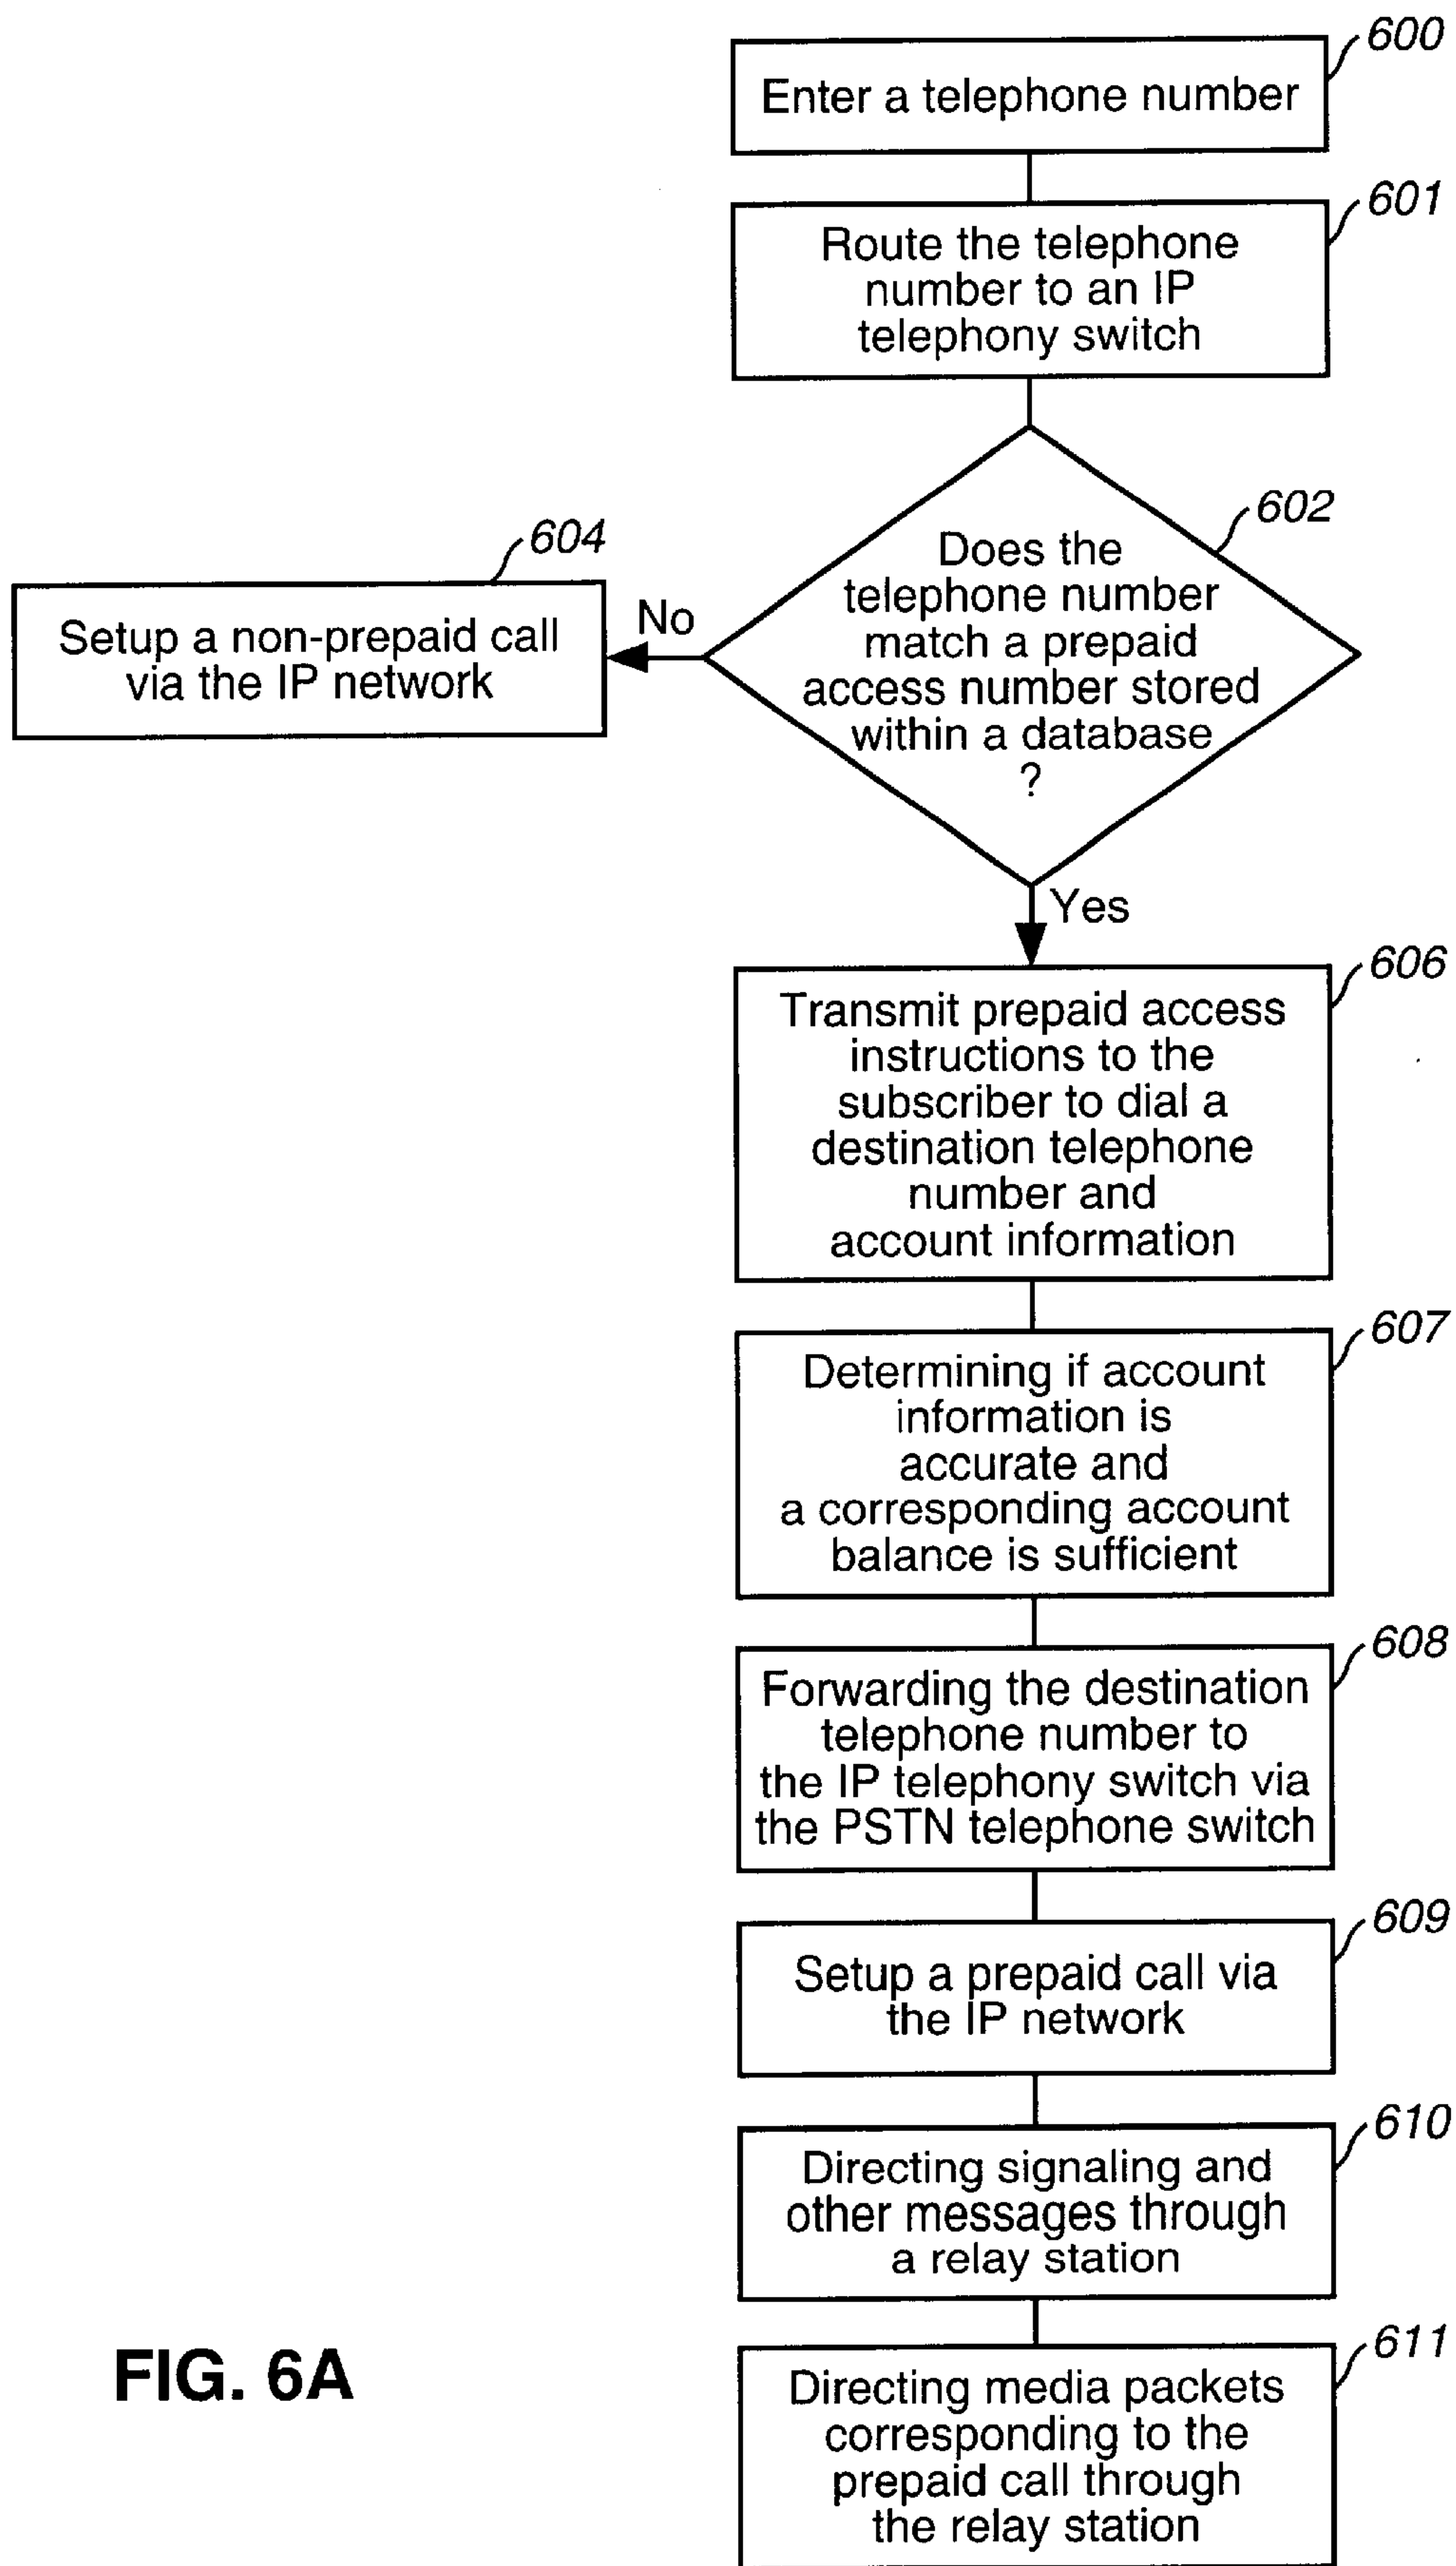 600
Enter a telephone number
601
Route the telephone
number to an IP
telephony switch
602
Does the
telephone number
match a prepaid
access number stored
within a database
?
604
No
Setup a non-prepaid call
via the IP network
Yes
606
Transmit prepaid access
instructions to the
subscriber to dial a
destination telephone
number and
account information
607
Determining if account
information is
accurate and
a corresponding account
balance is sufficient
608
Forwarding the destination
telephone number to
the IP telephony switch via
the PSTN telephone switch
609
Setup a prepaid call via
the IP network
610
Directing signaling and
other messages through
a relay station
611
Directing media packets
corresponding to the
prepaid call through
the relay station
FIG. 6A